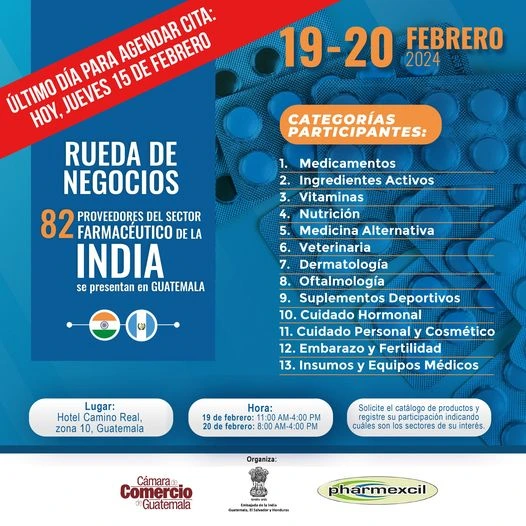 ÚLTIMO DÍA PARA AGENDAR CITA:
HOY, JUEVES 15 DE FEBRERO
19-20 FEBRERO
2024
RUEDA DE
NEGOCIOS
82 PROVEEDORES DEL SECTOR
FARMACÉUTICO DE LA
INDIA
se presentan en GUATEMALA
CATEGORÍAS
PARTICIPANTES:
1. Medicamentos
2. Ingredientes Activos
3. Vitaminas
4. Nutrición
5. Medicina Alternativa
6. Veterinaria
7. Dermatología
8. Oftalmología
9. Suplementos Deportivos
10. Cuidado Hormonal
11. Cuidado Personal y Cosmético
12. Embarazo y Fertilidad
13. Insumos y Equipos Médicos
Lugar:
Hotel Camino Real,
zona 10, Guatemala
Hora:
19 de febrero: 11:00 AM-4:00 PM
20 de febrero: 8:00 AM-4:00 PM
Solicite el catálogo de productos y
registre su participación indicando
cuáles son los sectores de su interés.
Organiza:
Cámara de
Comercio
de Guatemala
Embajada de la India
Guatemala, El Salvador y Honduras
pharmexcil